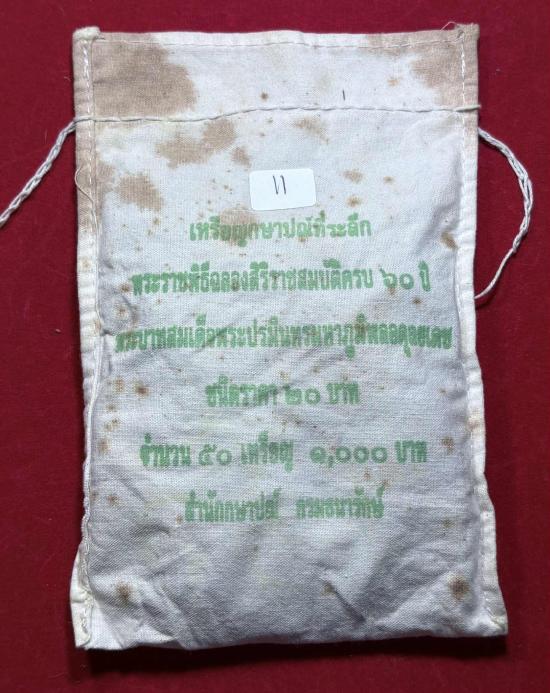 ท
เหรียญกษาปณ์ที่ระลึก
พระราชพิธีฉลองสิริราชสมบัติครบ ๖๐ ปี
พระบาทสมเด็จพระปรมินทรมหาภูมิพลอดุลยเดช
ชนิดราคา ๒๐ บาท
จำนวน ๕๐ เหรียญ ๑,๐๐๐ บาท
สำนักกษาปณ์ กรมธนารักษ์